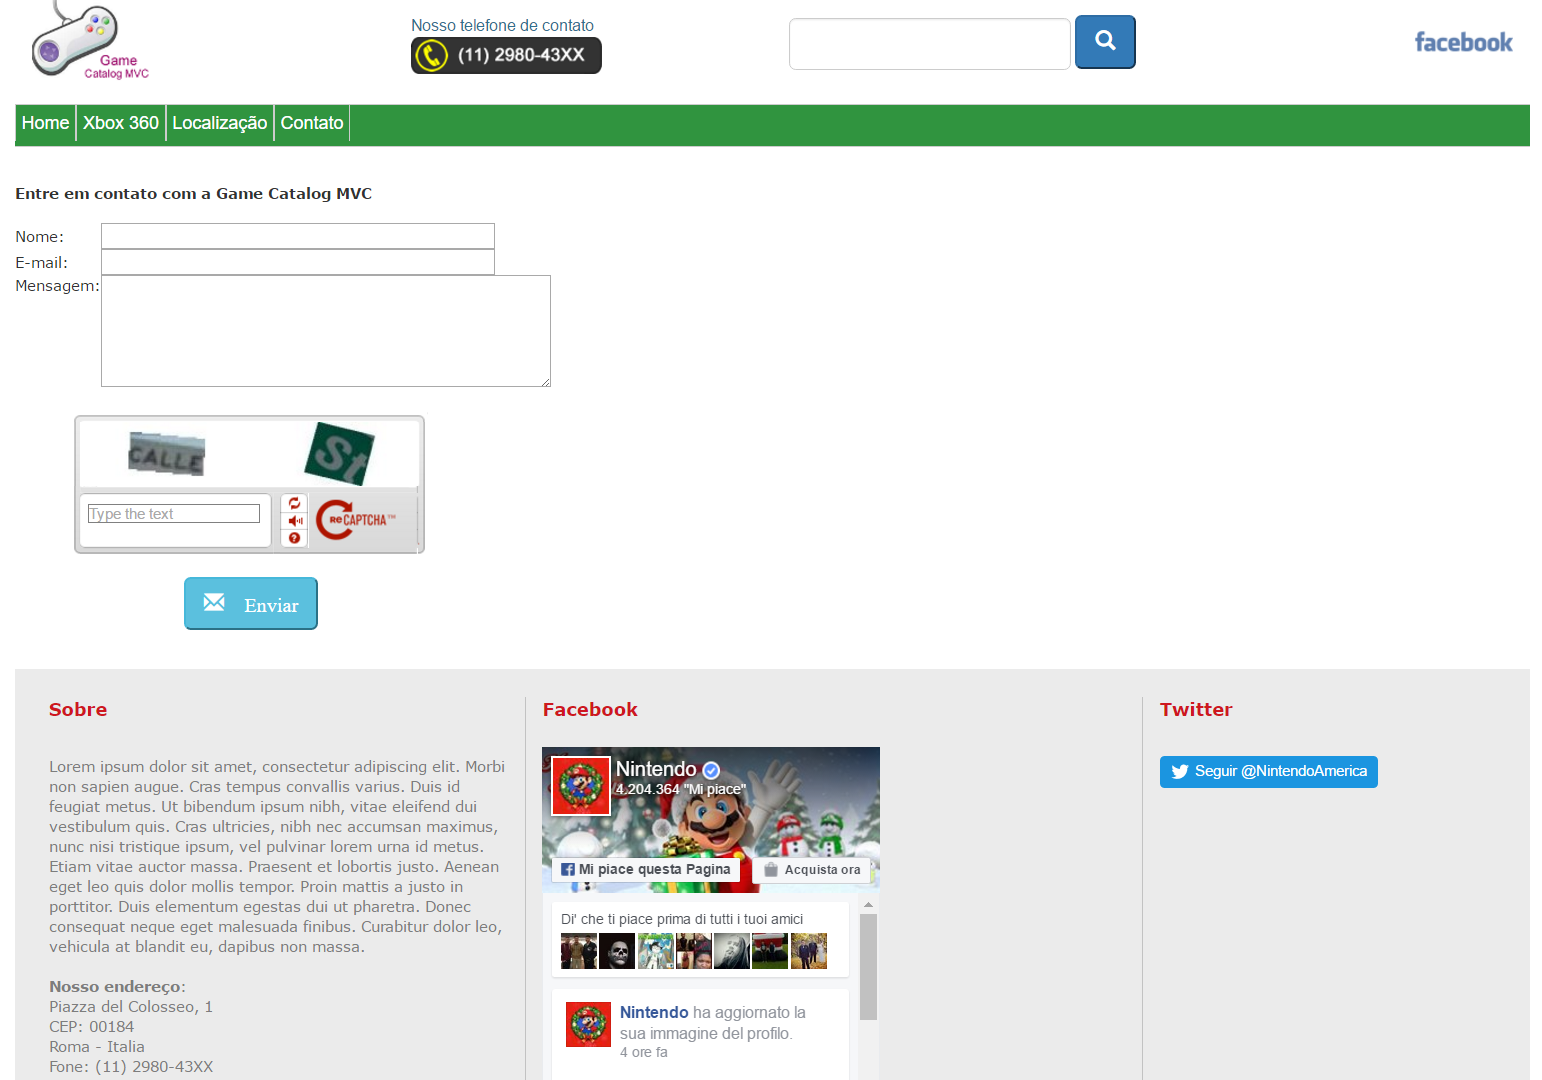 Game
Catalog MVC
Nosso telefone de contato
(11) 2980-43XX
facebook
Home
Xbox 360
Localização
Contato
Entre em contato com a Game Catalog MVC
Nome:
E-mail:
Mensagem:
CALLE
St
Type the text
reCAPTCHA™
Enviar
Sobre
Lorem ipsum dolor sit amet, consectetur adipiscing elit. Morbi
non sapien augue. Cras tempus convallis varius. Duis id
feugiat metus. Ut bibendum ipsum nibh, vitae eleifend dui
vestibulum quis. Cras ultricies, nibh nec accumsan maximus,
nunc nisi tristique ipsum, vel pulvinar lorem urna id metus.
Etiam vitae auctor massa. Praesent et lobortis justo. Aenean
eget leo quis dolor mollis tempor. Proin mattis a justo in
porttitor. Duis elementum egestas dui ut pharetra. Donec
consequat neque eget malesuada finibus. Curabitur dolor leo,
vehicula at blandit eu, dapibus non massa.
Nosso endereço:
Piazza del Colosseo, 1
CEP: 00184
Roma - Italia
Fone: (11) 2980-43XX
Facebook
Nintendo
4.204.364 "Mi piace"
Mi piace questa Pagina
Acquista ora
Di' che ti piace prima di tutti i tuoi amici
Nintendo ha aggiornato la
sua immagine del profilo.
4 ore fa
Twitter
Seguir @NintendoAmerica